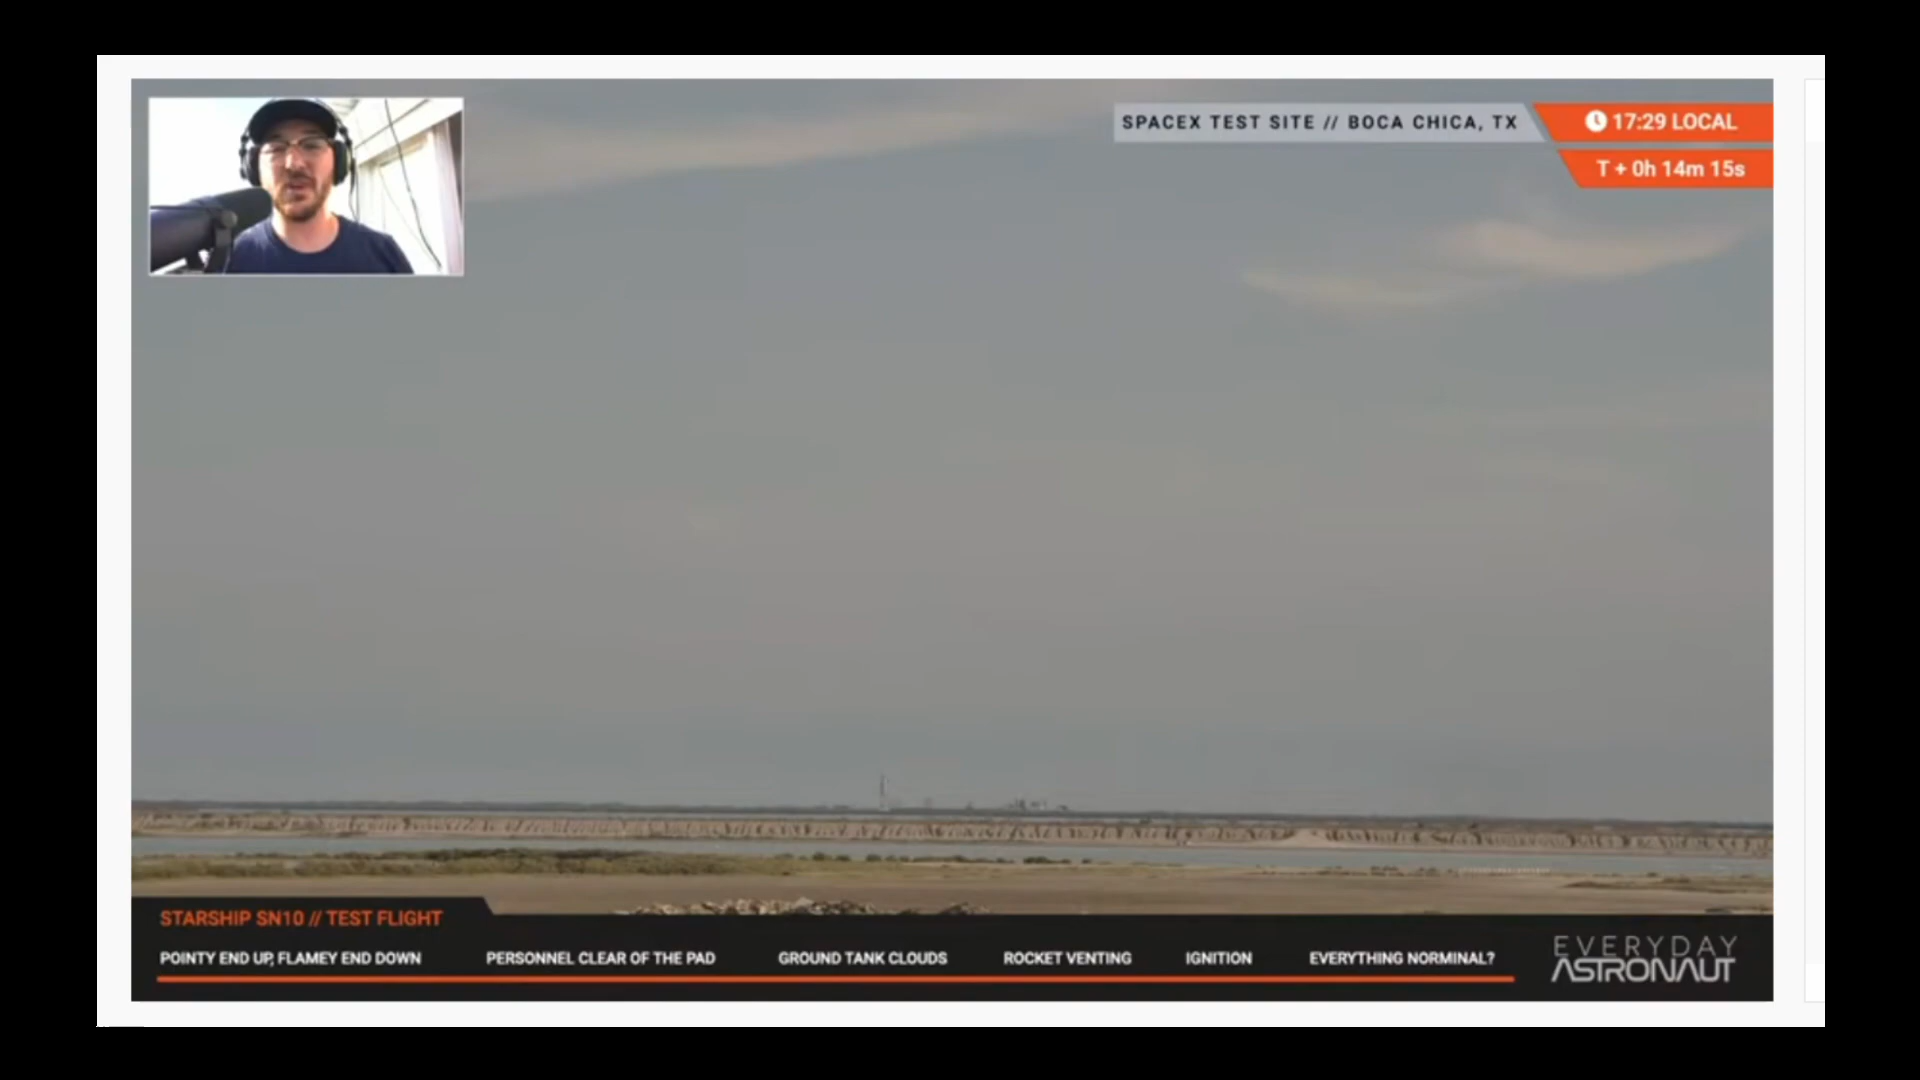 SPACEX TEST SITE // BOCA CHICA, TX
17:29 LOCAL
T + 0h 14m 15s
STARSHIP SN10 // TEST FLIGHT
POINTY END UP, FLAMEY END DOWN
PERSONNEL CLEAR OF THE PAD
GROUND TANK CLOUDS
ROCKET VENTING
IGNITION
EVERYTHING NORMINAL?
EVERYDAY
ASTRONAUT